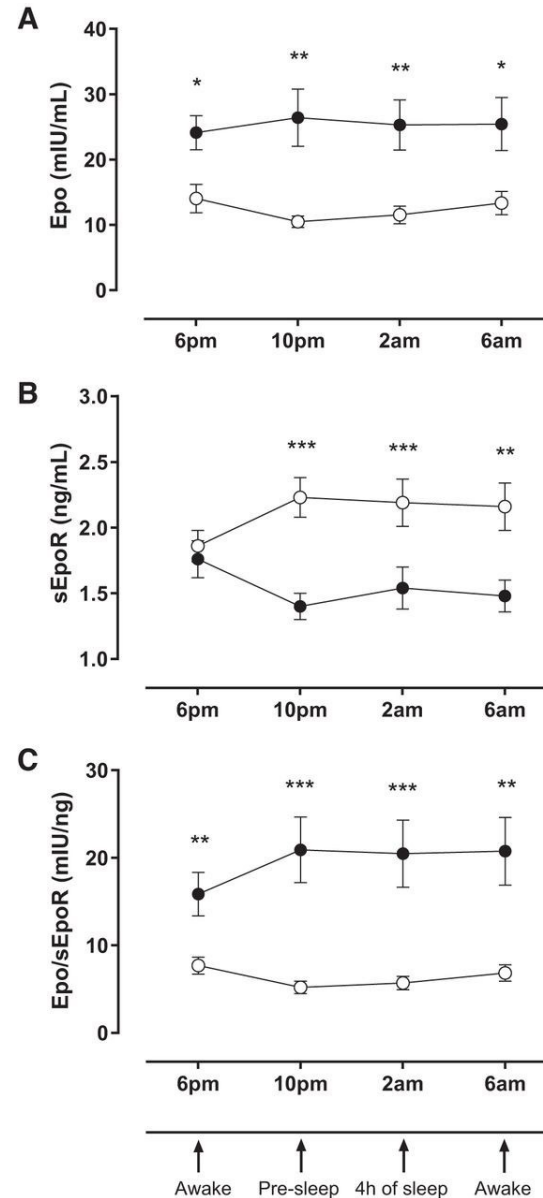 A
Epo (mIU/mL)
40
30
20
10
0
* ** ** *
6pm 10pm 2am 6am
B
sEpoR (ng/mL)
3.0
2.5
2.0
1.5
1.0
*** *** **
6pm 10pm 2am 6am
C
Epo/sEpoR (mIU/ng)
30
20
10
0
** *** *** **
6pm 10pm 2am 6am
Awake Pre-sleep 4h of sleep Awake